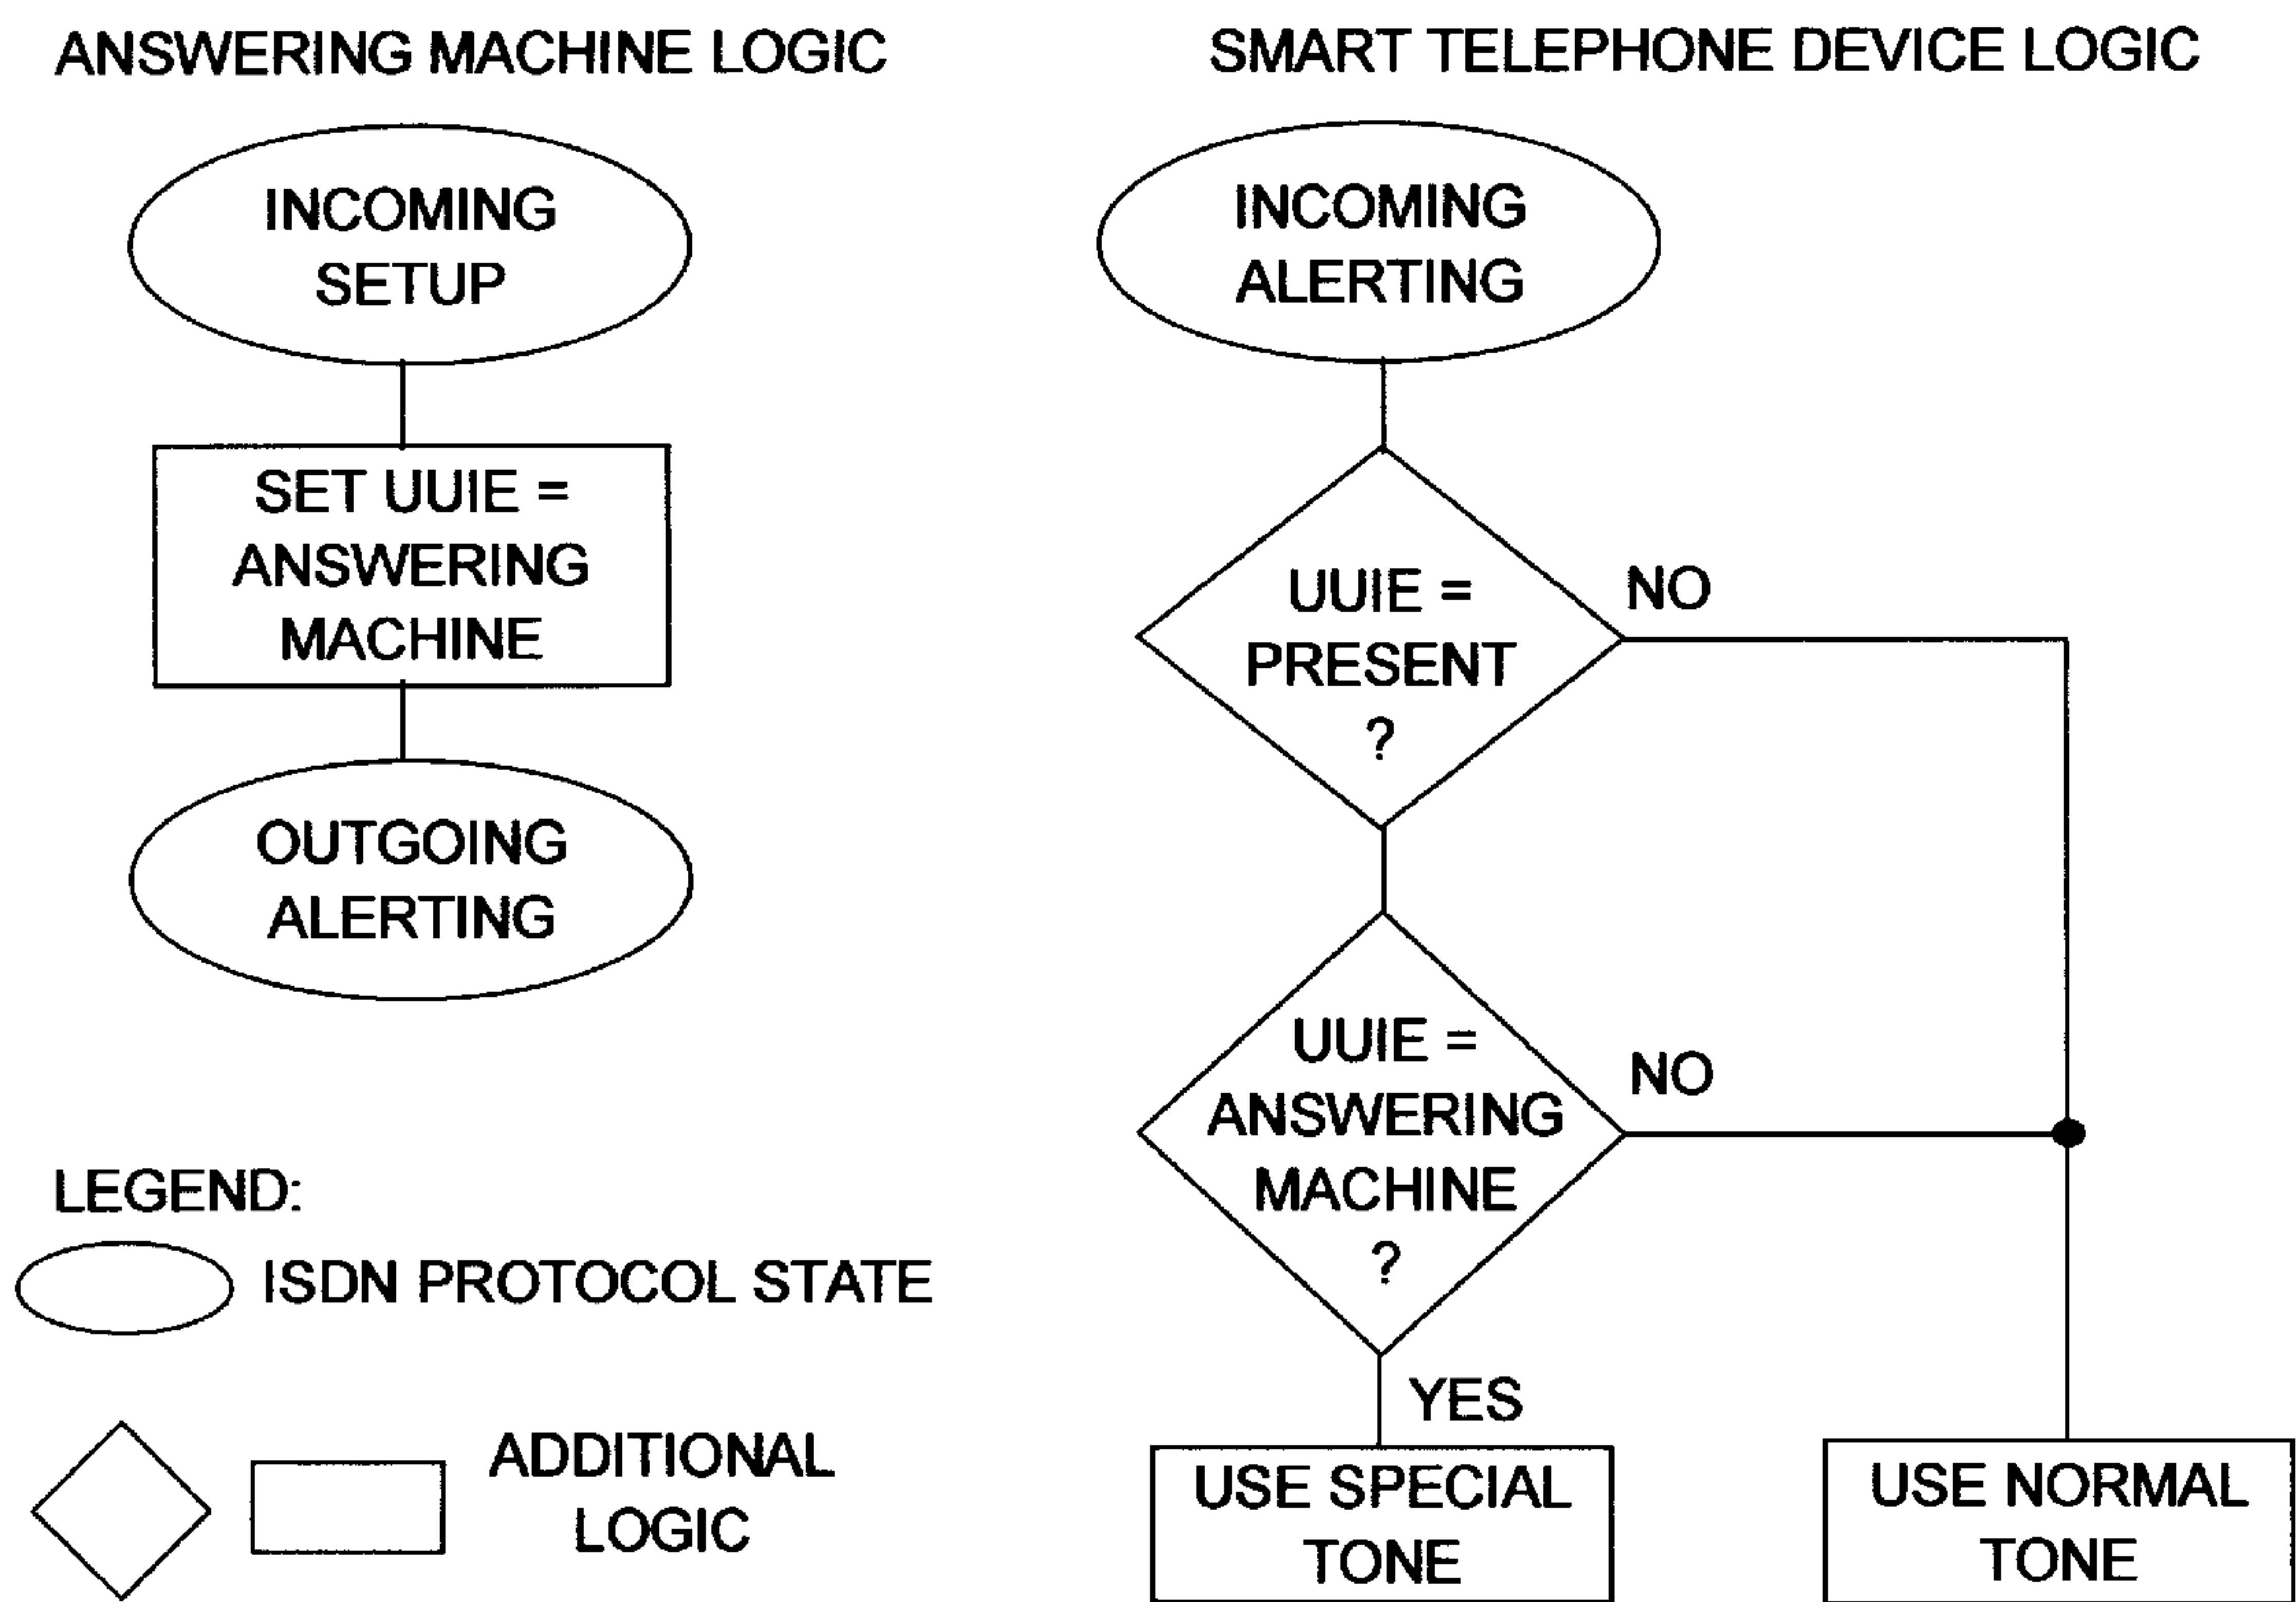 ANSWERING MACHINE LOGIC
INCOMING
SETUP
SET UUIE =
ANSWERING
MACHINE
OUTGOING
ALERTING
LEGEND:
ISDN PROTOCOL STATE
ADDITIONAL
LOGIC
SMART TELEPHONE DEVICE LOGIC
INCOMING
ALERTING
UUIE =
PRESENT
?
NO
UUIE =
ANSWERING
MACHINE
?
NO
YES
USE SPECIAL
TONE
USE NORMAL
TONE